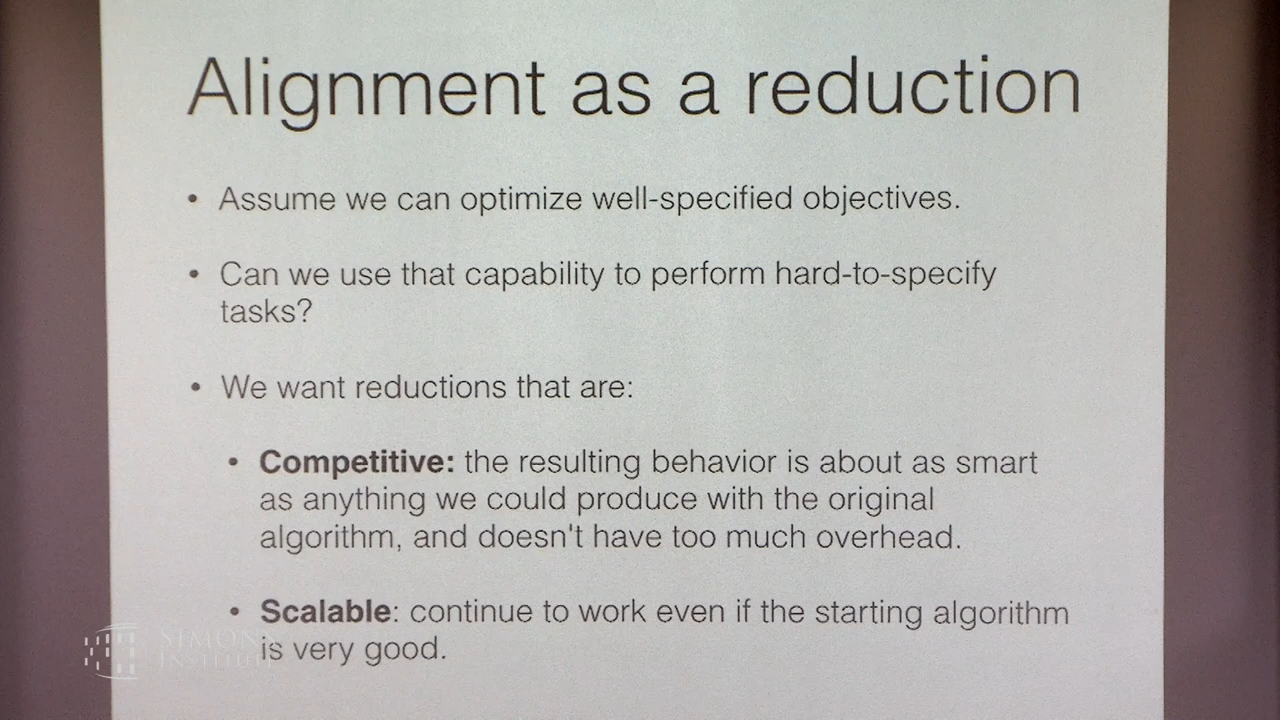 Alignment as a reduction
• Assume we can optimize well-specified objectives.
• Can we use that capability to perform hard-to-specify
tasks?
• We want reductions that are:
• Competitive: the resulting behavior is about as smart
as anything we could produce with the original
algorithm, and doesn't have too much overhead.
• Scalable: continue to work even if the starting algorithm
is very good.
SIMONS
INSTITUTE